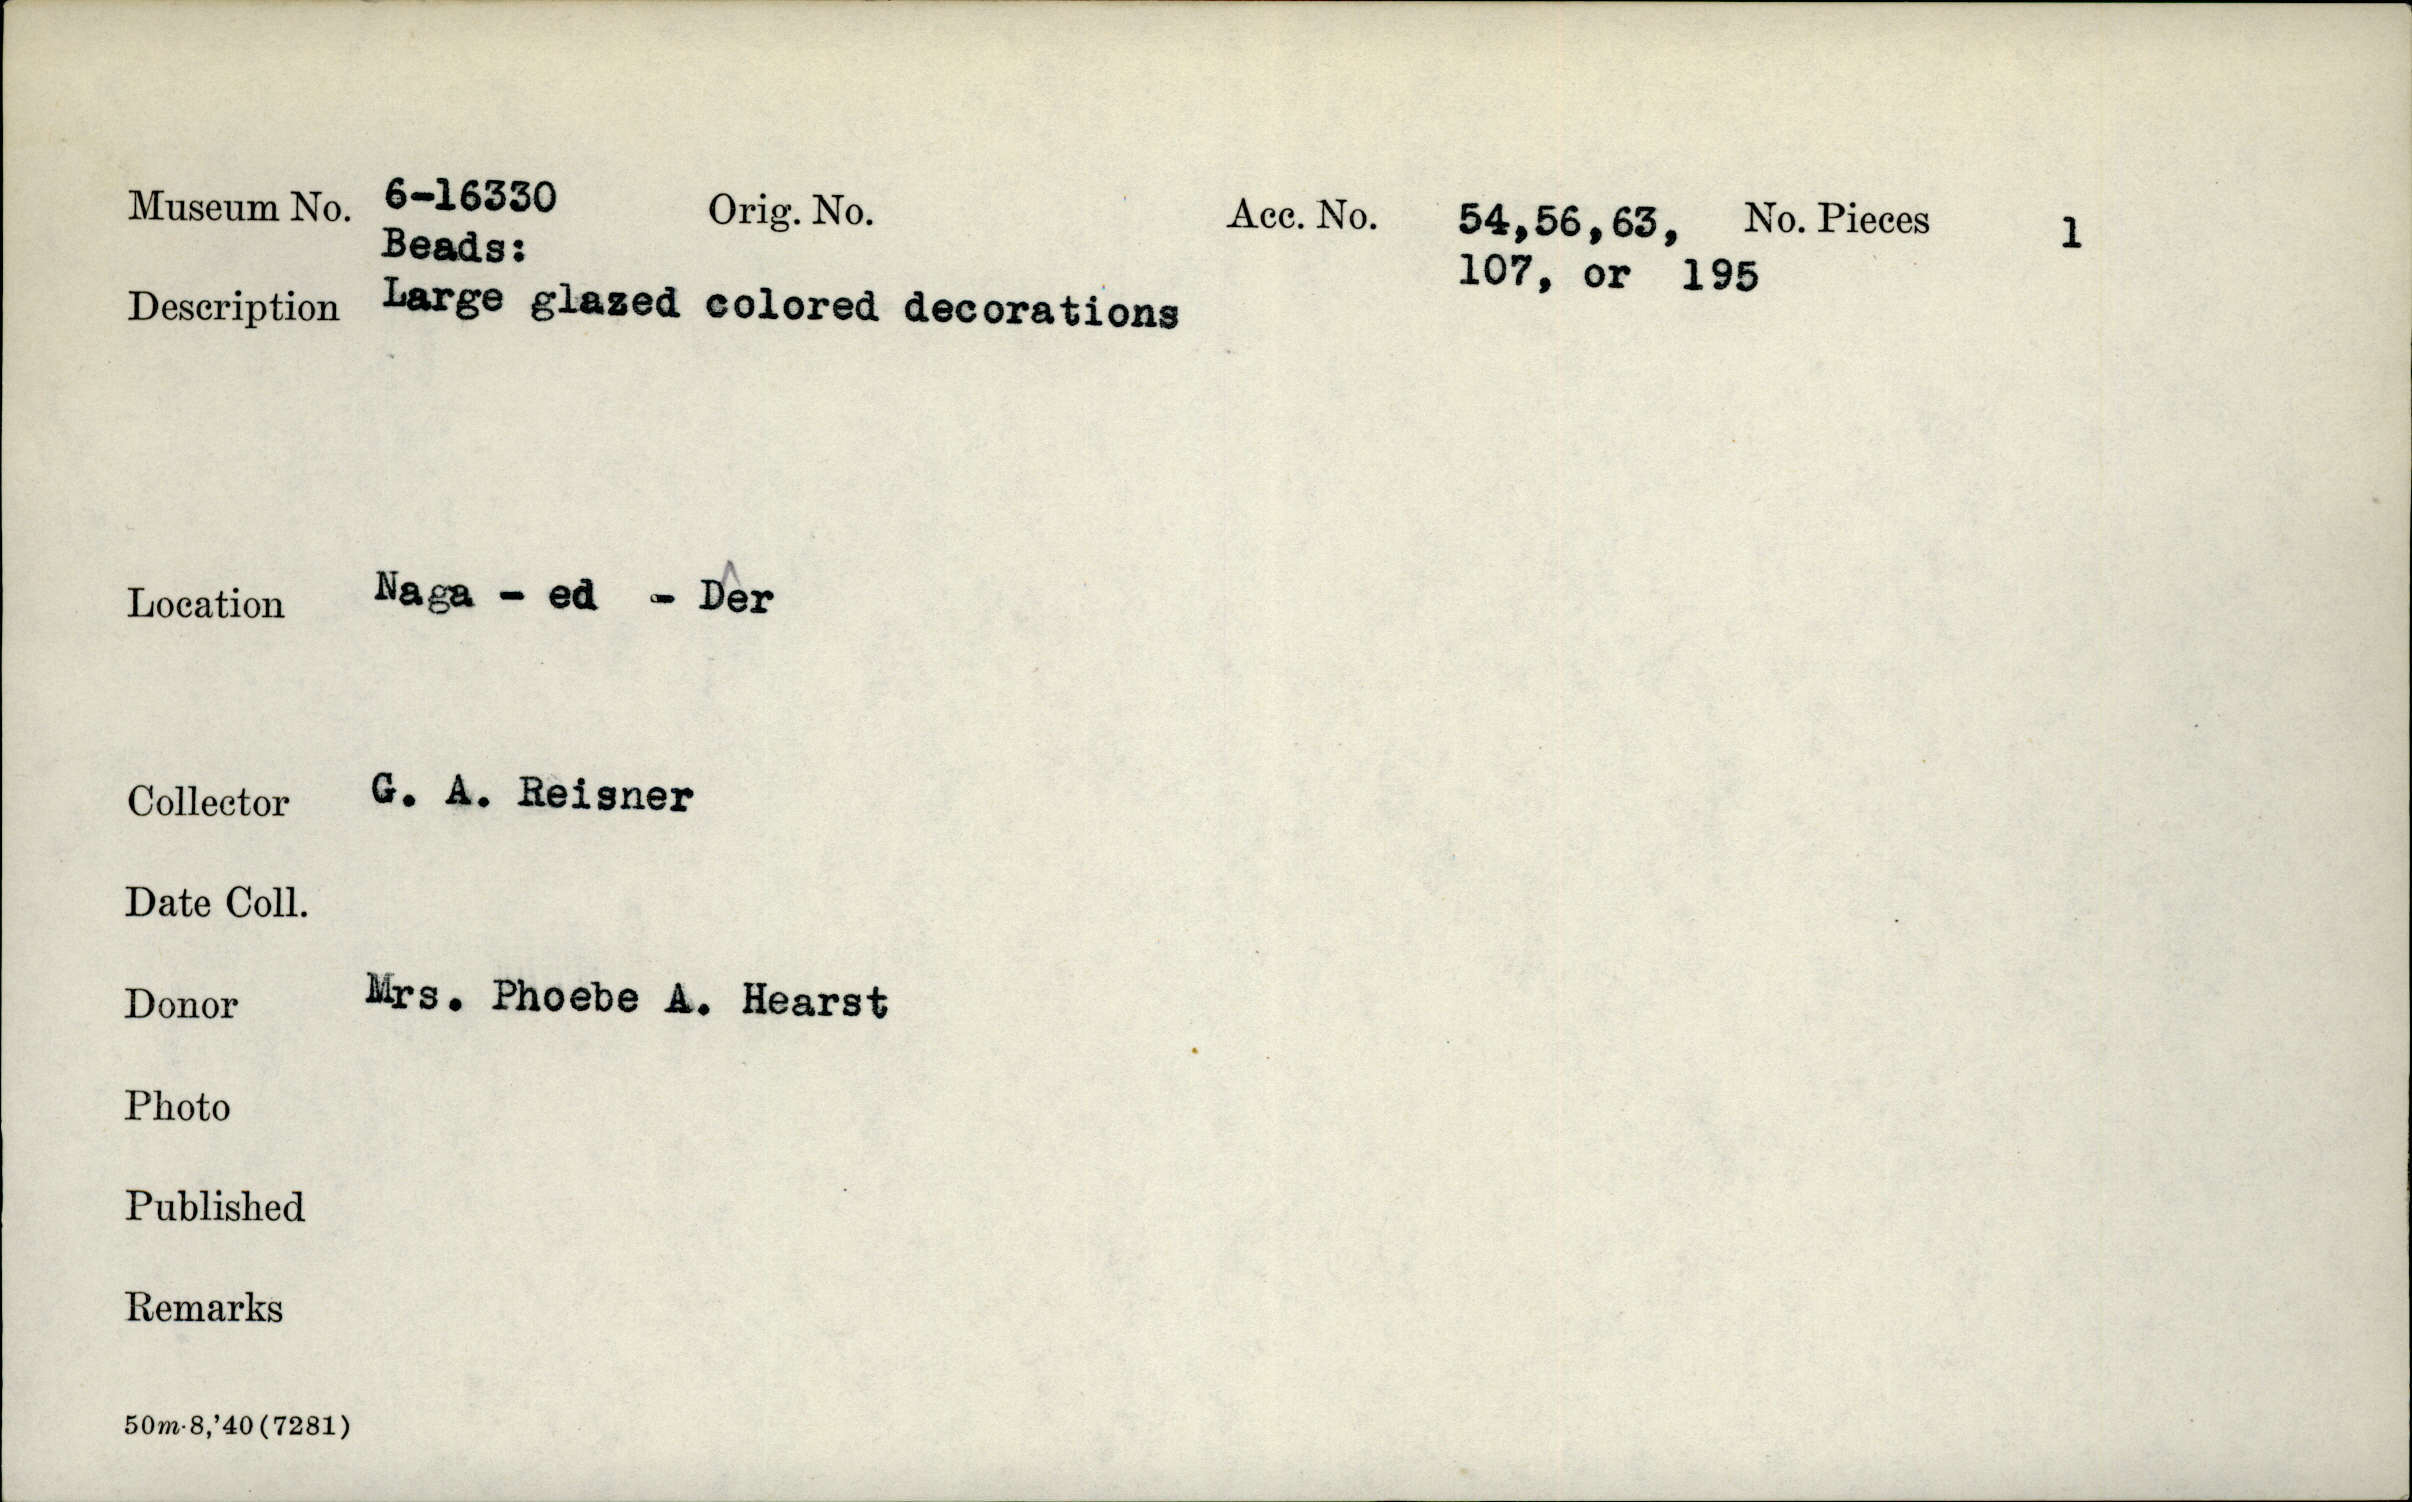 Museum No. 6-16330 Orig. No. Acc. No. 54,56,63, No. Pieces 1
Beads: 107, or 195
Description Large glazed colored decorations
Location Naga - ed - Dêr
Collector G. A. Reisner
Date Coll.
Donor Mrs. Phoebe A. Hearst
Photo
Published
Remarks
50m-8,'40(7281)